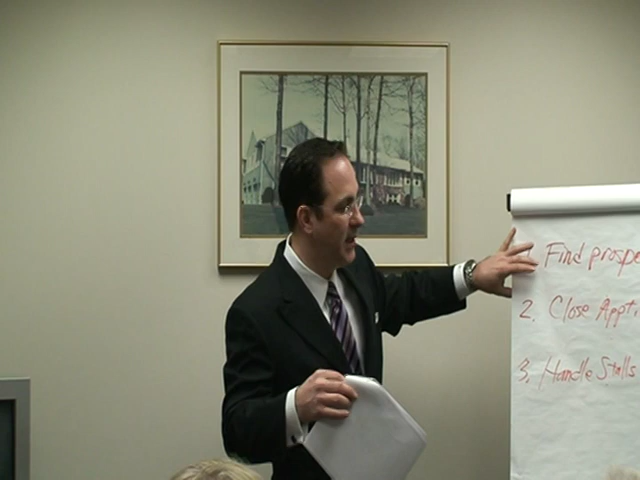 Find prospe
2. Close Appt.
3. Handle Stalls